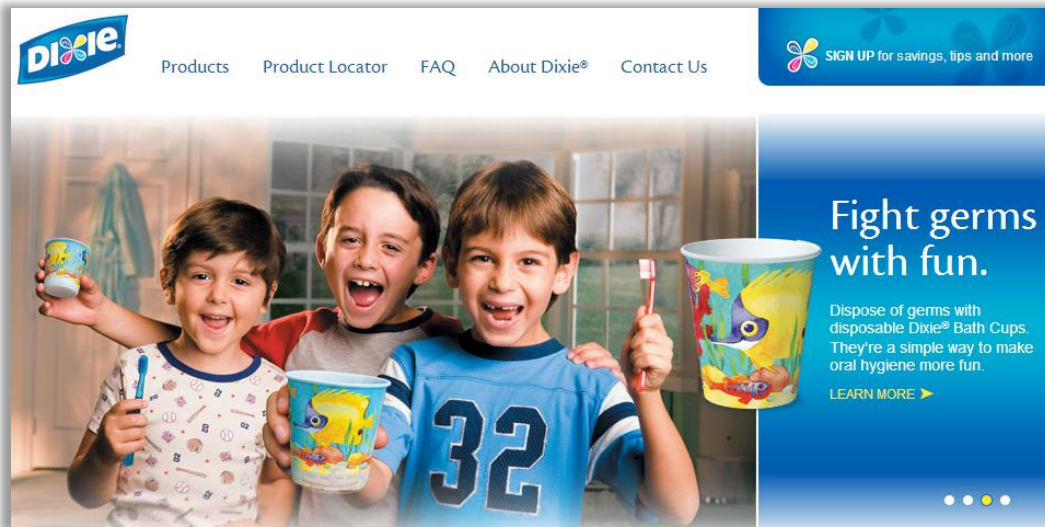 DIXIE®
Products Product Locator FAQ About Dixie® Contact Us
SIGN UP for savings, tips and more
32
Fight germs
with fun.
Dispose of germs with
disposable Dixie® Bath Cups.
They're a simple way to make
oral hygiene more fun.
LEARN MORE ➤